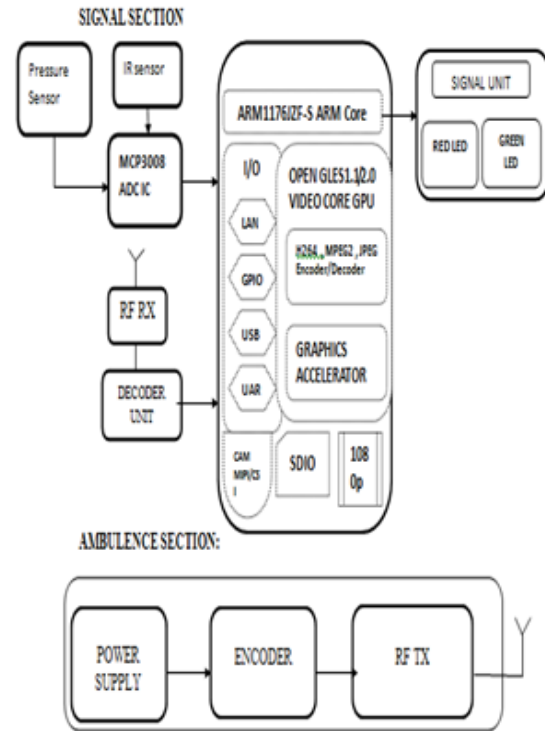 SIGNAL SECTION
Pressure
Sensor
IR sensor
MCP3008
ADC IC
RF RX
DECODER
UNIT
ARM1176JZF-S ARM Core
I/O
LAN
GPIO
USB
UAR
CAM
MIPI/CS
I
OPEN GLES1.1/2.0
VIDEO CORE GPU
H264 , MPEG2 , JPEG
Encoder/Decoder
GRAPHICS
ACCELERATOR
SDIO
108
0p
SIGNAL UNIT
RED LED
GREEN
LED
AMBULENCE SECTION:
POWER
SUPPLY
ENCODER
RF TX